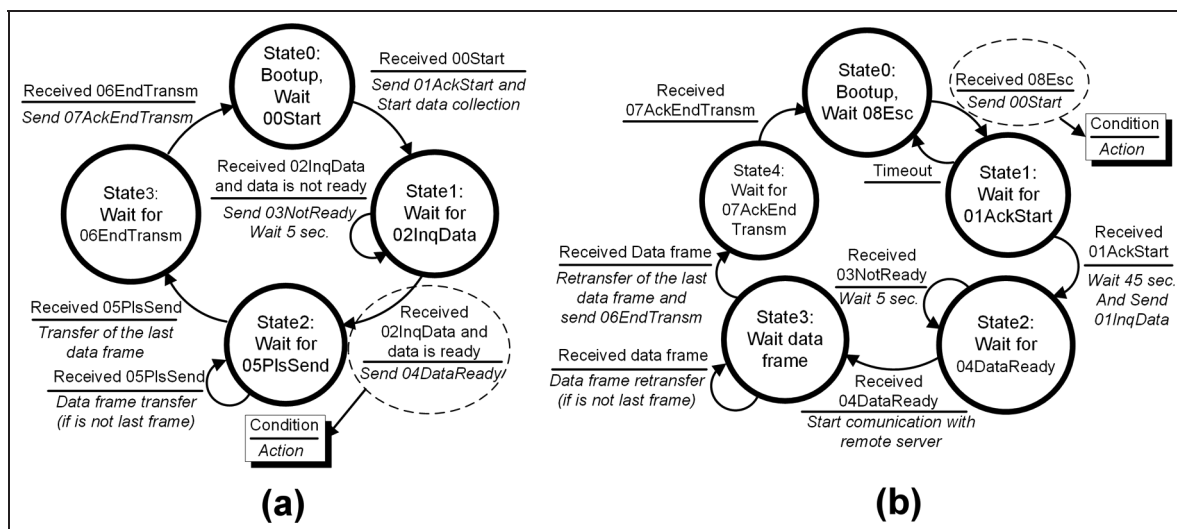 State0:
Bootup,
Wait
00Start
Received 00Start
Send 01AckStart and
Start data collection
Received 06EndTransm
Send 07AckEndTransm
Received 02InqData
and data is not ready
Send 03NotReady
Wait 5 sec.
State1:
Wait for
02InqData
State3:
Wait for
06EndTransm
Received 05PlsSend
Transfer of the last
data frame
State2:
Wait for
05PlsSend
Received
02InqData and
data is ready
Send 04DataReady
Received 05PlsSend
Data frame transfer
(if is not last frame)
Condition
Action
(a)
State0:
Bootup,
Wait 08Esc
Received 08Esc
Send 00Start
Condition
Action
Received
07AckEndTransm
Timeout
State1:
Wait for
01AckStart
State4:
Wait for
07AckEnd
Transm
Received
01AckStart
Wait 45 sec.
And Send
01InqData
Received Data frame
Retransfer of the last
data frame and
send 06EndTransm
Received
03NotReady
Wait 5 sec.
State2:
Wait for
04DataReady
State3:
Wait data
frame
Received data frame
Data frame retransfer
(if is not last frame)
Received
04DataReady
Start comunication with
remote server
(b)